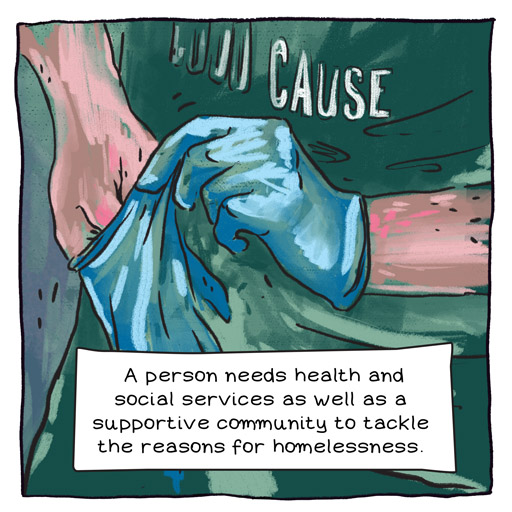 CAUSE
A person needs health and
social services as well as a
supportive community to tackle
the reasons for homelessness.